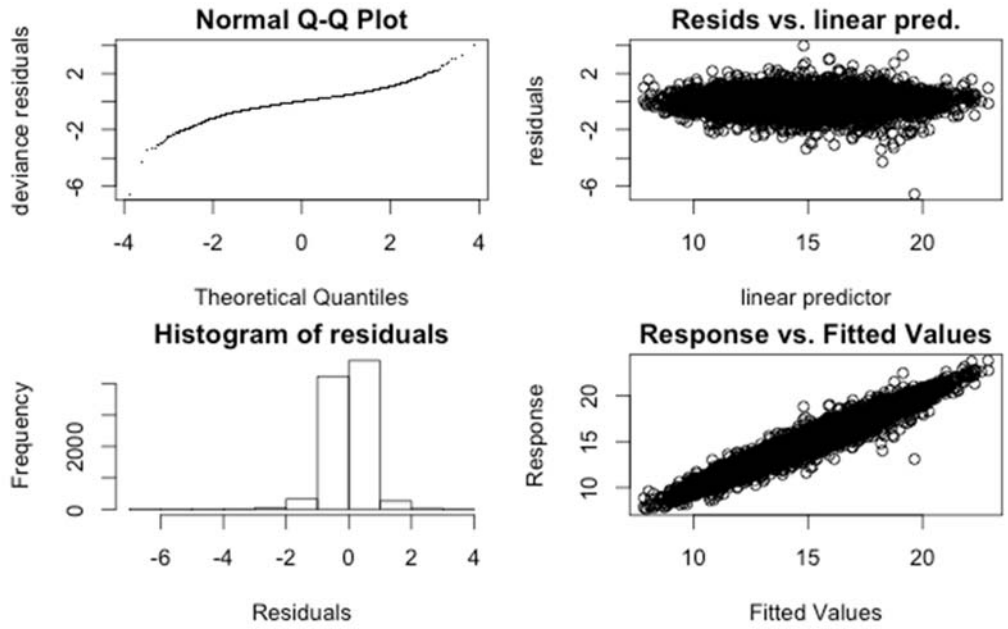 Normal Q-Q Plot
deviance residuals
2
-2
-6
-4 -2 0 2 4
Theoretical Quantiles
Resids vs. linear pred.
residuals
2
-2
-6
10 15 20
linear predictor
Histogram of residuals
Frequency
2000
0
-6 -4 -2 0 2 4
Residuals
Response vs. Fitted Values
Response
20
15
10
10 15 20
Fitted Values